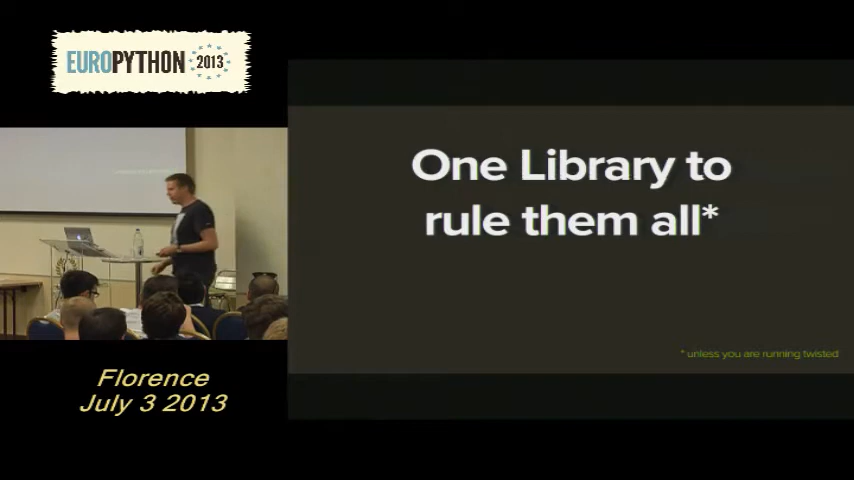 EUROPYTHON 2013
One Library to
rule them all*
* unless you are running twisted
Florence
July 3 2013